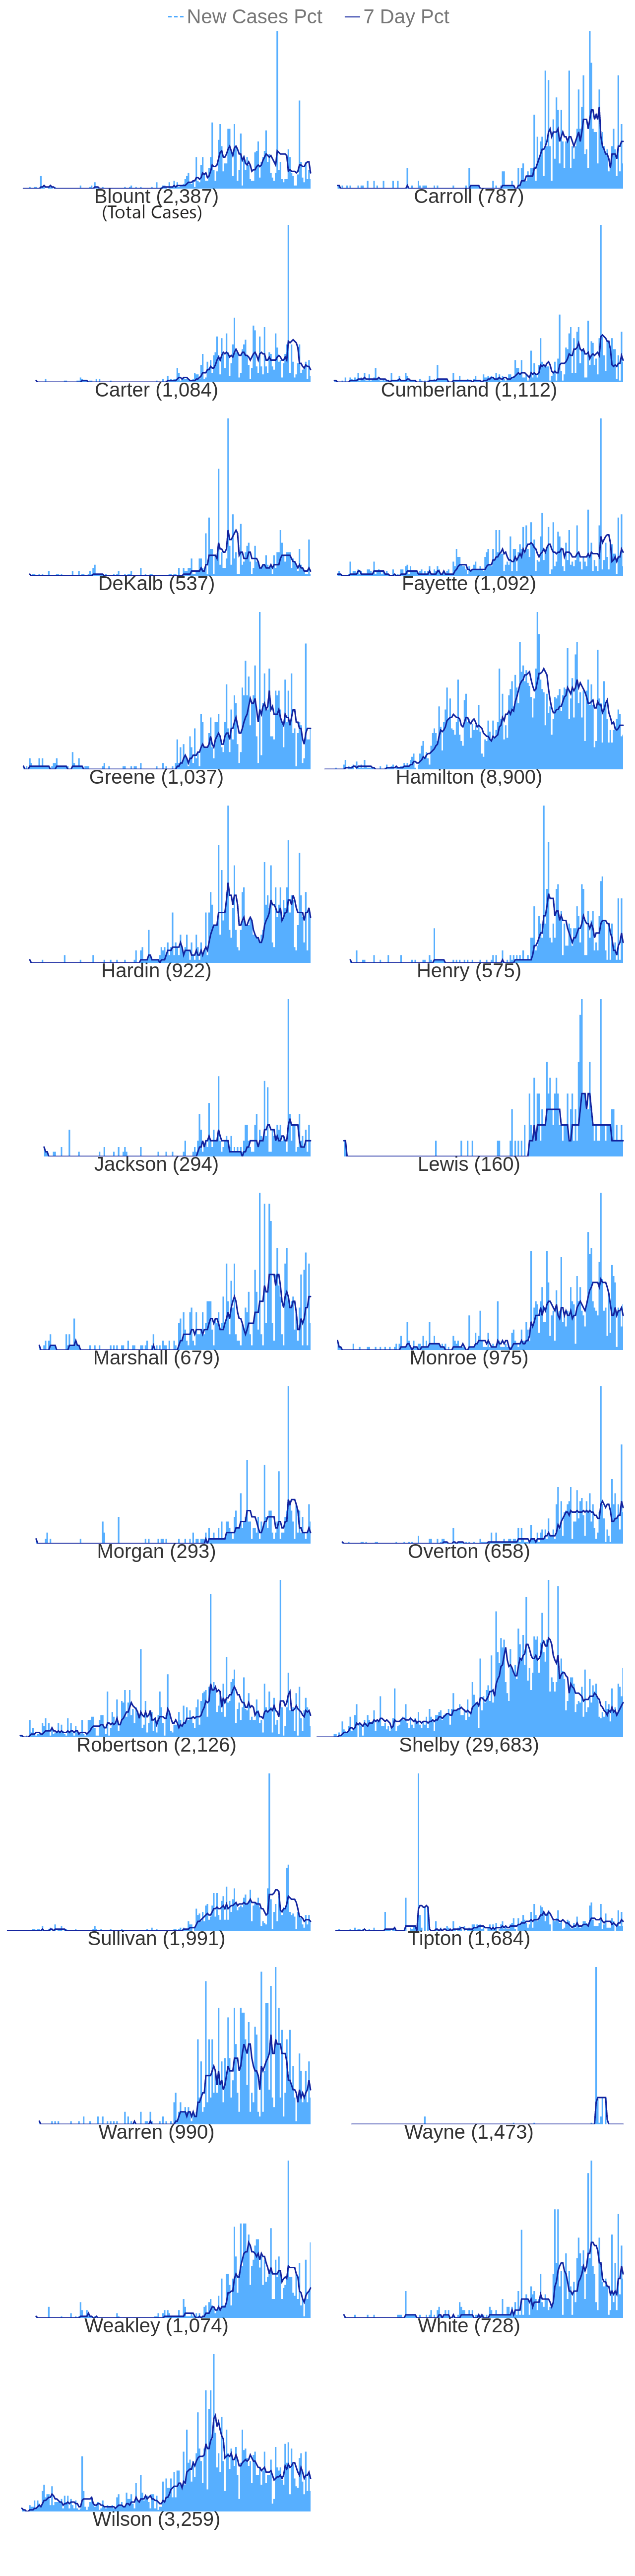 New Cases Pct 7 Day Pct
Blount (2,387) Carroll (787)
(Total Cases)
Carter (1,084) Cumberland (1,112)
DeKalb (537) Fayette (1,092)
Greene (1,037) Hamilton (8,900)
Hardin (922) Henry (575)
Jackson (294) Lewis (160)
Marshall (679) Monroe (975)
Morgan (293) Overton (658)
Robertson (2,126) Shelby (29,683)
Sullivan (1,991) Tipton (1,684)
Warren (990) Wayne (1,473)
Weakley (1,074) White (728)
Wilson (3,259)